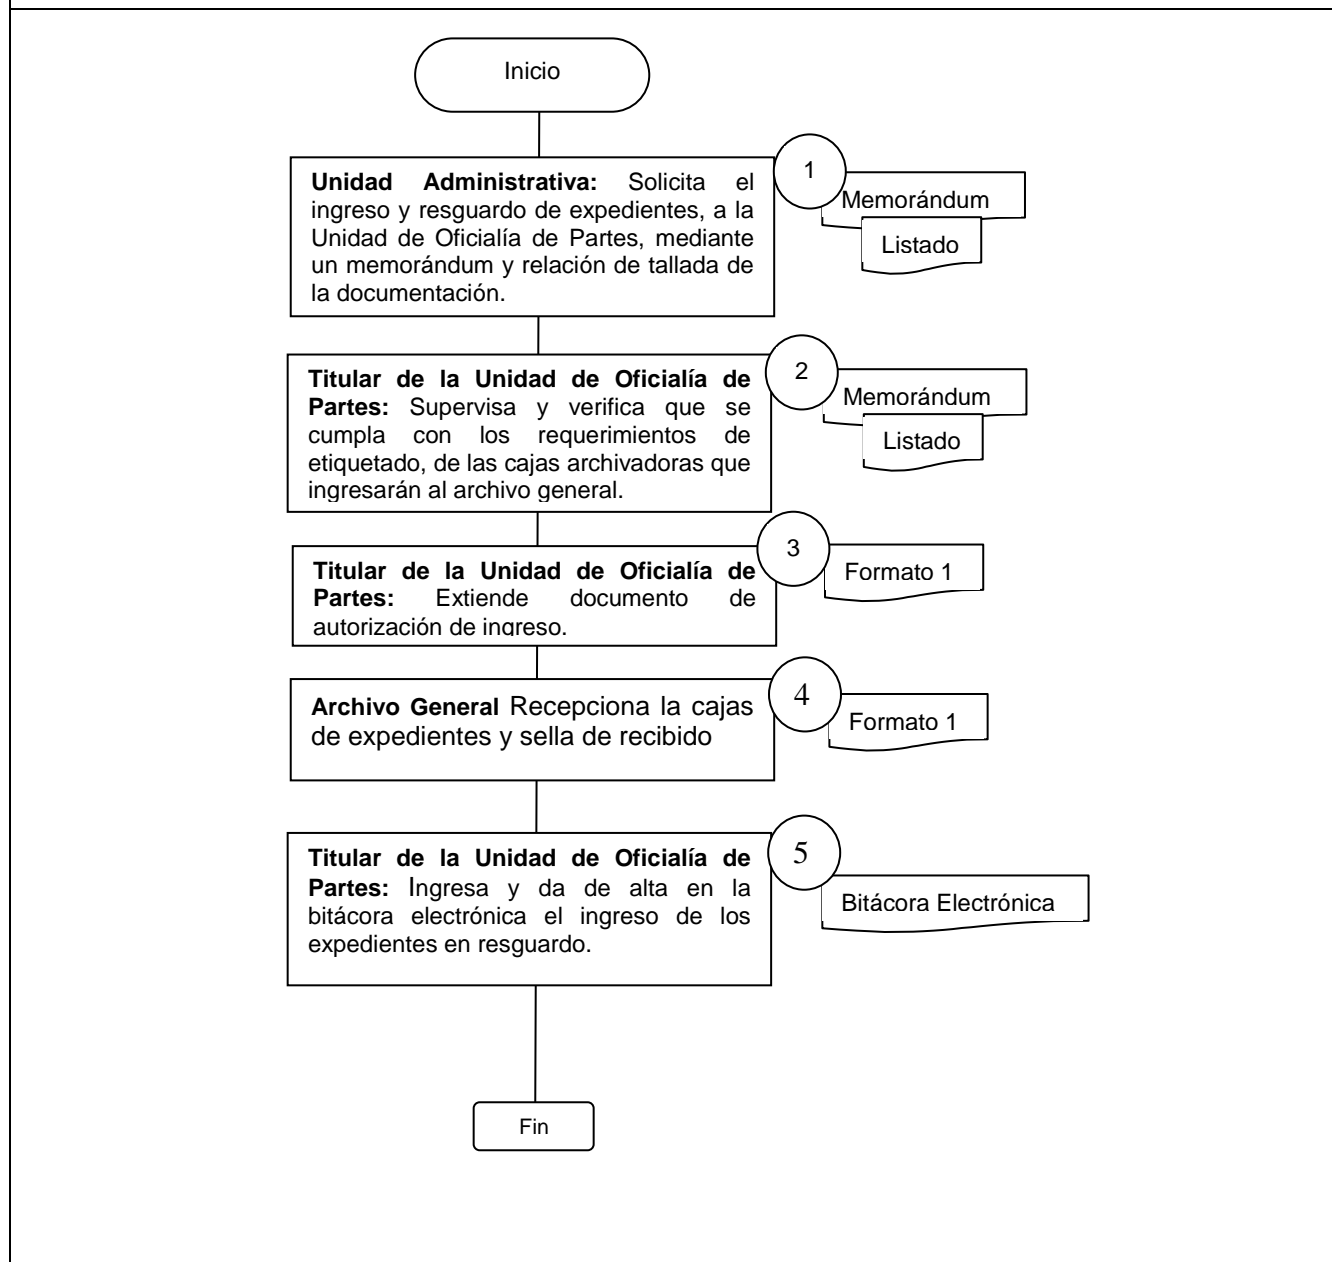 Inicio
Unidad Administrativa: Solicita el
ingreso y resguardo de expedientes, a la
Unidad de Oficialía de Partes, mediante
un memorándum y relación de tallada de
la documentación.
1
Memorándum
Listado
Titular de la Unidad de Oficialía de
Partes: Supervisa y verifica que se
cumpla con los requerimientos de
etiquetado, de las cajas archivadoras que
ingresarán al archivo general.
2
Memorándum
Listado
Titular de la Unidad de Oficialía de
Partes: Extiende documento de
autorización de ingreso.
3
Formato 1
Archivo General Recepciona la cajas
de expedientes y sella de recibido
4
Formato 1
Titular de la Unidad de Oficialía de
Partes: Ingresa y da de alta en la
bitácora electrónica el ingreso de los
expedientes en resguardo.
5
Bitácora Electrónica
Fin